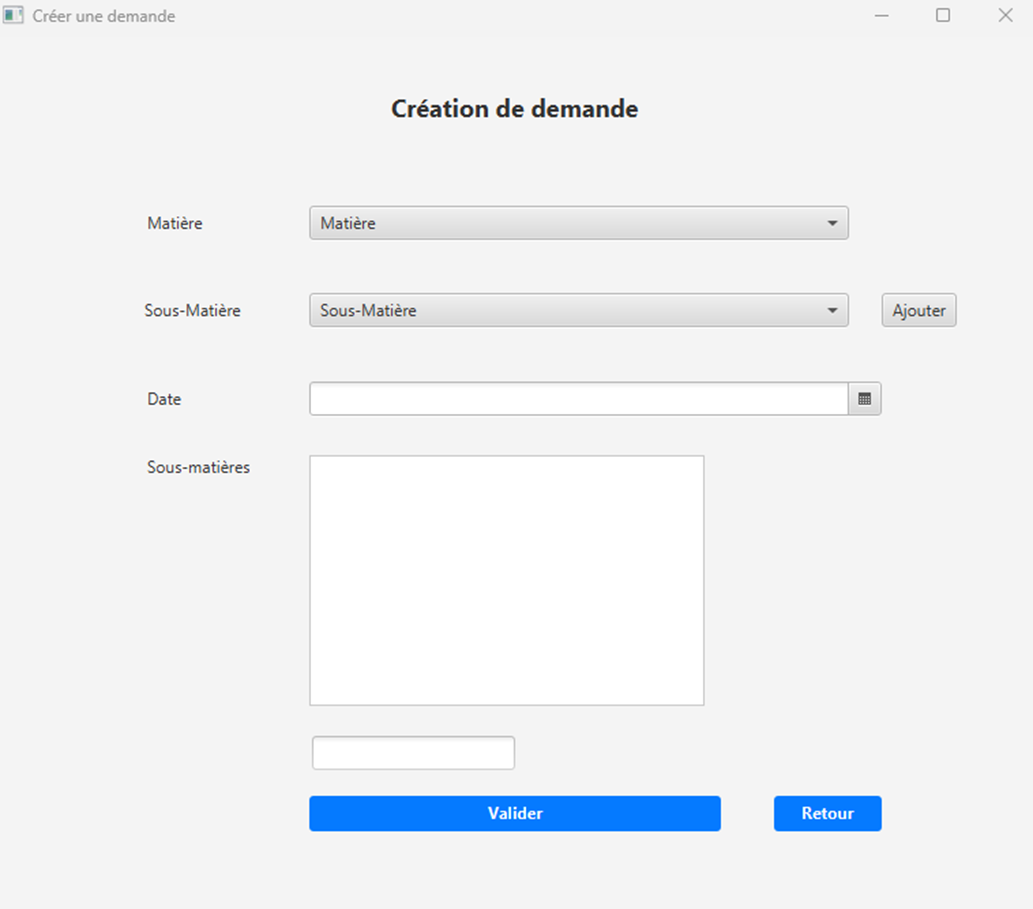 Créer une demande
Création de demande
Matière
Matière
Sous-Matière
Sous-Matière
Ajouter
Date
Sous-matières
Valider
Retour